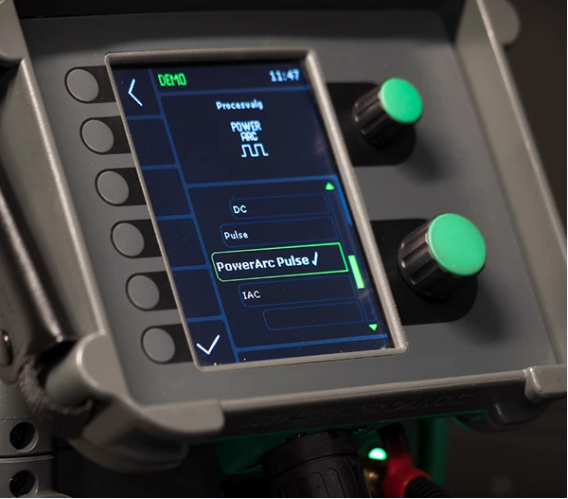 DEMO 11:47
Procesvalg
POWER
ARC
DC
Pulse
PowerArc Pulse
IAC